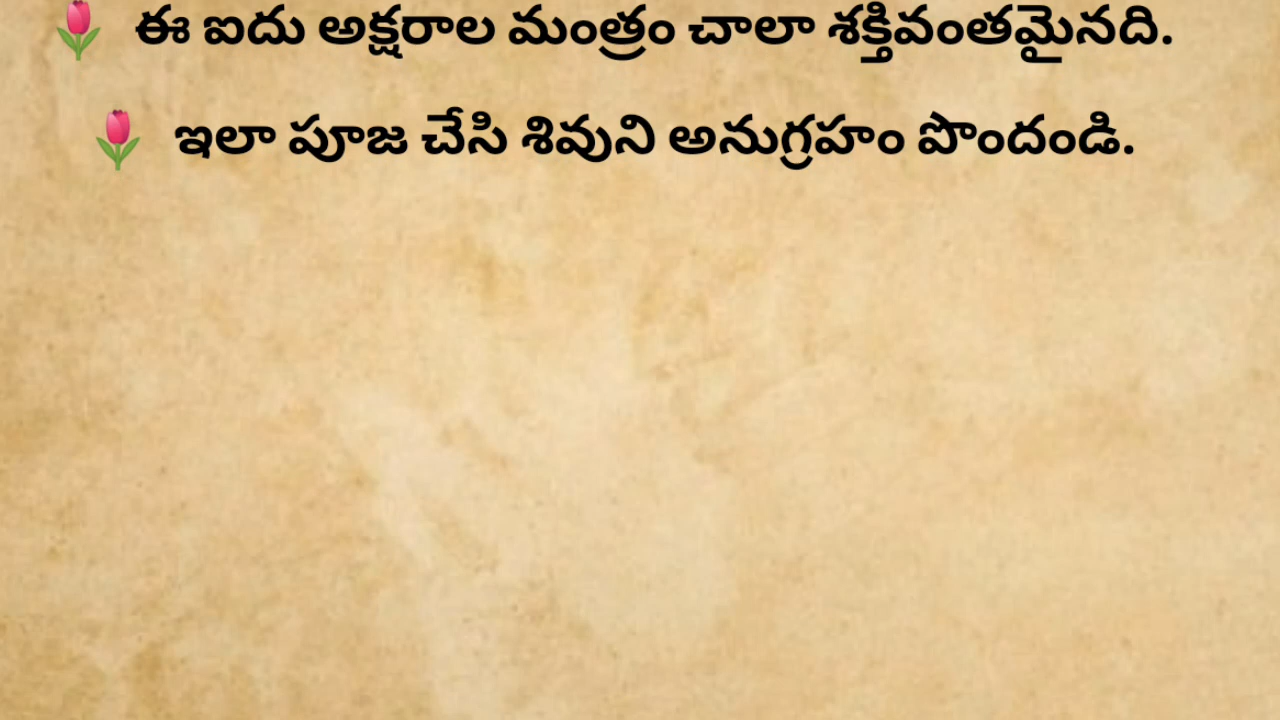 🌷 ఈ ఐదు అక్షరాల మంత్రం చాలా శక్తివంతమైనది.
🌷 ఇలా పూజ చేసి శివుని అనుగ్రహం పొందండి.